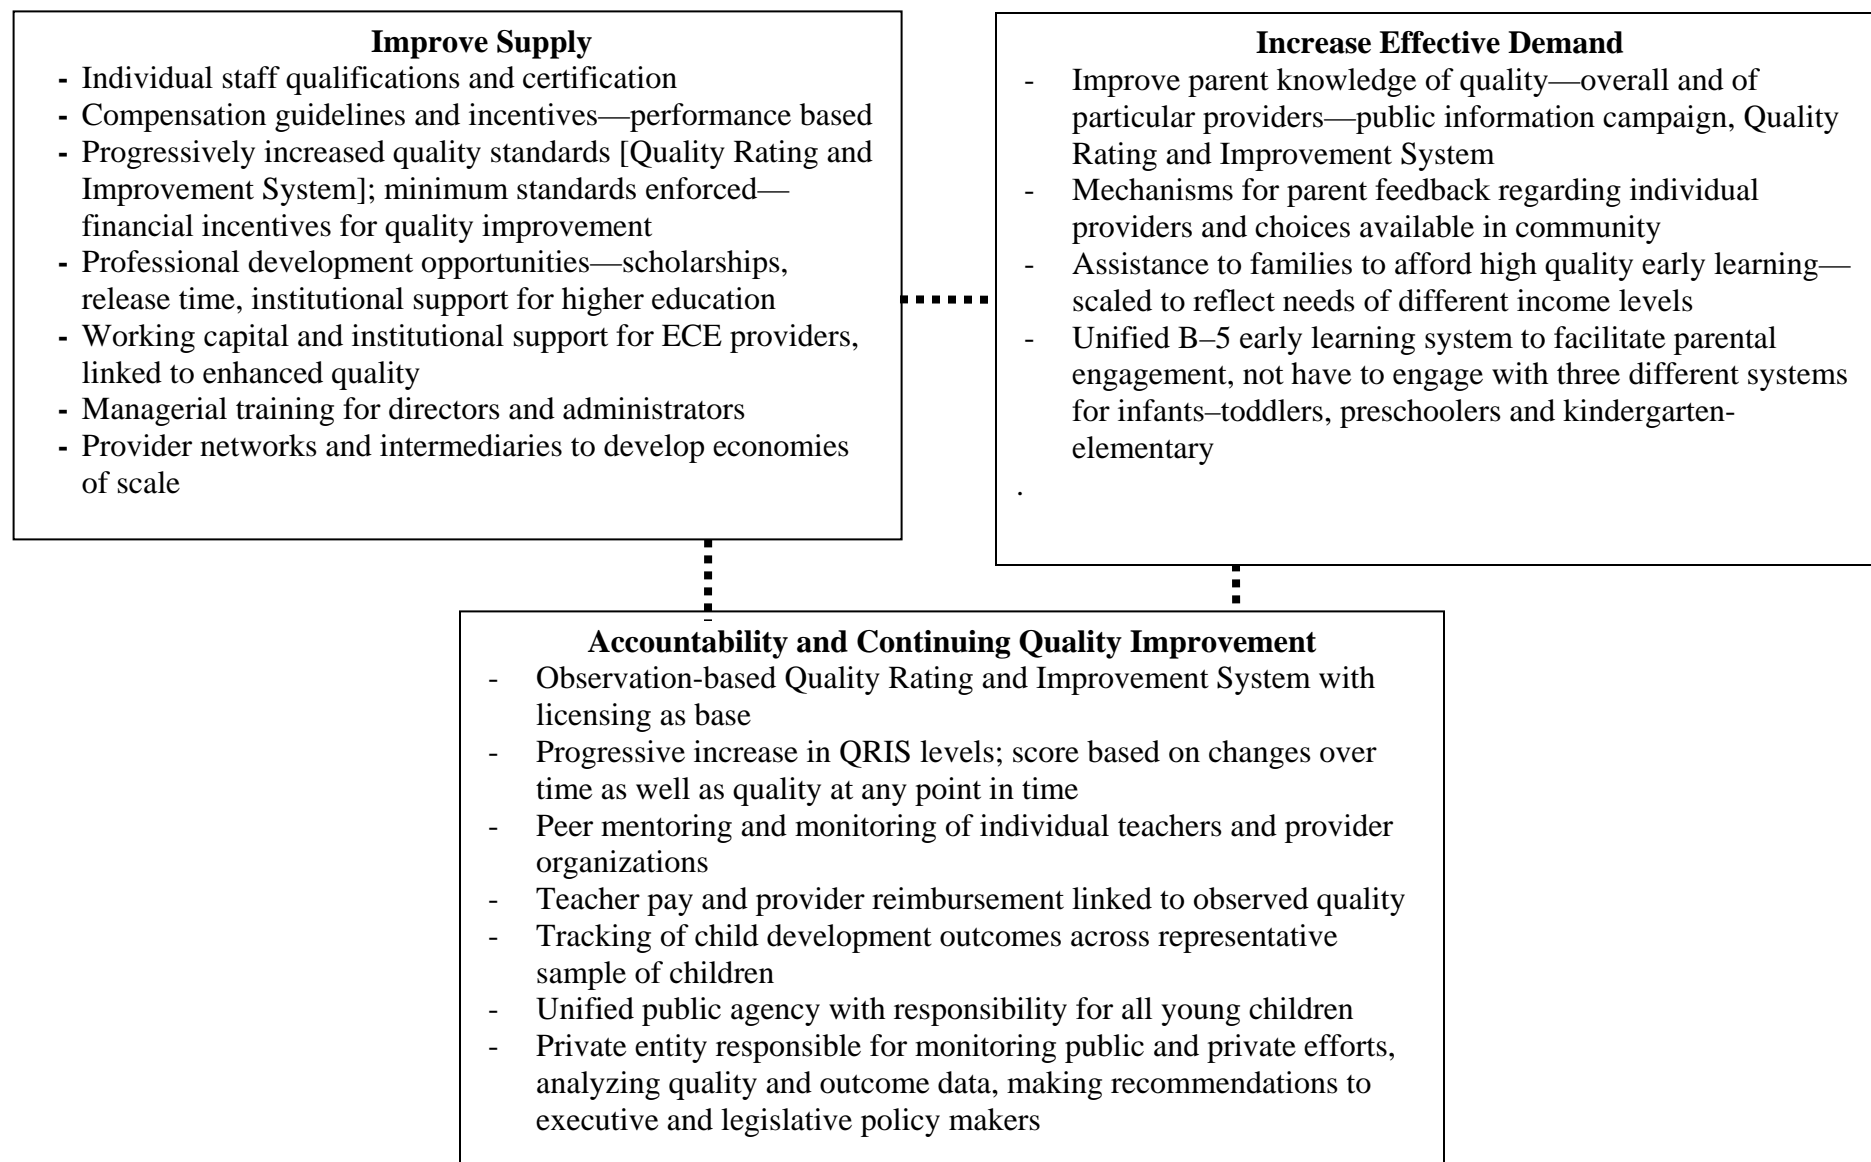 Improve Supply
- Individual staff qualifications and certification
- Compensation guidelines and incentives—performance based
- Progressively increased quality standards [Quality Rating and
Improvement System]; minimum standards enforced—
financial incentives for quality improvement
- Professional development opportunities—scholarships,
release time, institutional support for higher education
- Working capital and institutional support for ECE providers,
linked to enhanced quality
- Managerial training for directors and administrators
- Provider networks and intermediaries to develop economies
of scale
Increase Effective Demand
- Improve parent knowledge of quality—overall and of
particular providers—public information campaign, Quality
Rating and Improvement System
- Mechanisms for parent feedback regarding individual
providers and choices available in community
- Assistance to families to afford high quality early learning—
scaled to reflect needs of different income levels
- Unified B–5 early learning system to facilitate parental
engagement, not have to engage with three different systems
for infants–toddlers, preschoolers and kindergarten-
elementary
.
Accountability and Continuing Quality Improvement
- Observation-based Quality Rating and Improvement System with
licensing as base
- Progressive increase in QRIS levels; score based on changes over
time as well as quality at any point in time
- Peer mentoring and monitoring of individual teachers and provider
organizations
- Teacher pay and provider reimbursement linked to observed quality
- Tracking of child development outcomes across representative
sample of children
- Unified public agency with responsibility for all young children
- Private entity responsible for monitoring public and private efforts,
analyzing quality and outcome data, making recommendations to
executive and legislative policy makers